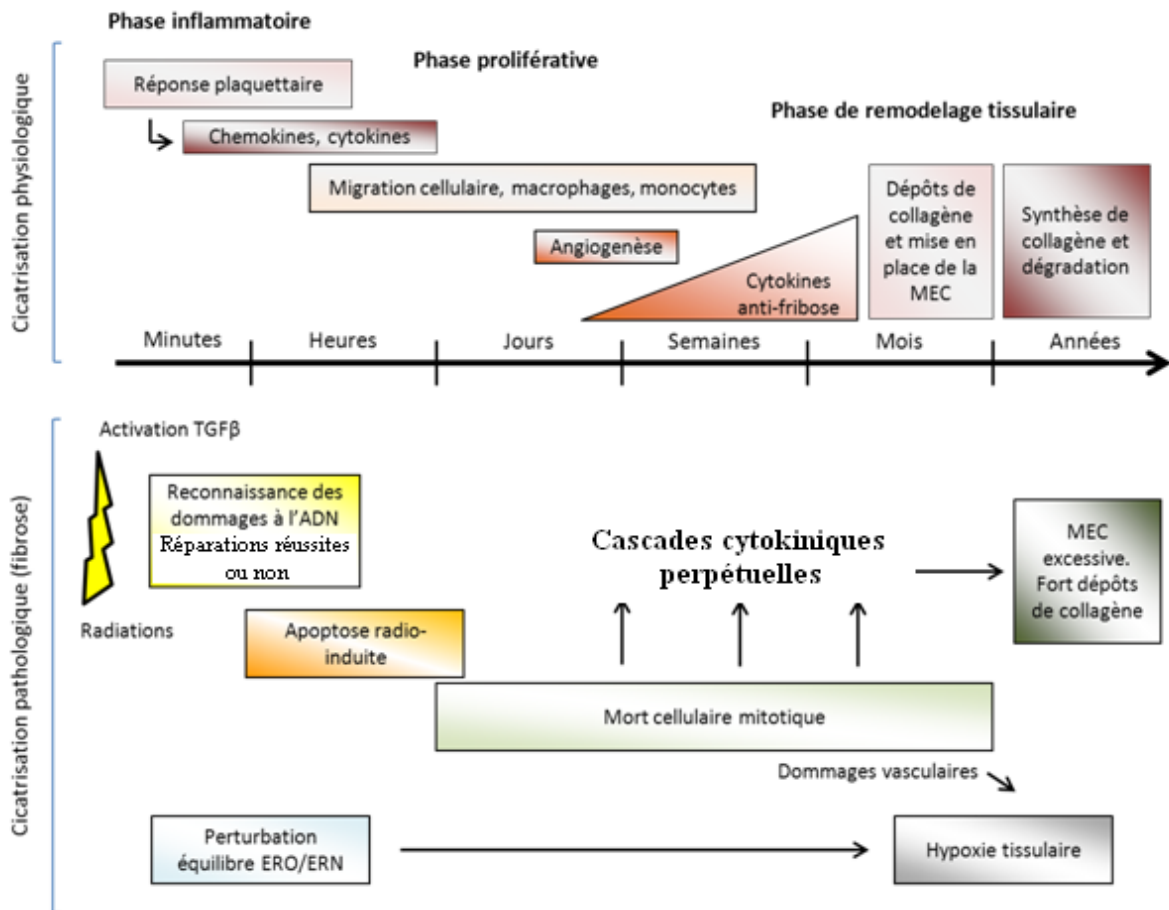 Phase inflammatoire
Phase proliférative
Phase de remodelage tissulaire
Cicatrisation physiologique
Réponse plaquettaire
Chemokines, cytokines
Migration cellulaire, macrophages, monocytes
Angiogenèse
Cytokines
anti-fribose
Dépôts de
collagène
et mise en
place de la
MEC
Synthèse de
collagène et
dégradation
Minutes
Heures
Jours
Semaines
Mois
Années
Cicatrisation pathologique (fibrose)
Activation TGFβ
Radiations
Reconnaissance des
dommages à l'ADN
Réparations réussites
ou non
Apoptose radio-
induite
Cascades cytokiniques
perpétuelles
MEC
excessive.
Fort dépôts
de collagène
Mort cellulaire mitotique
Dommages vasculaires
Perturbation
équilibre ERO/ERN
Hypoxie tissulaire